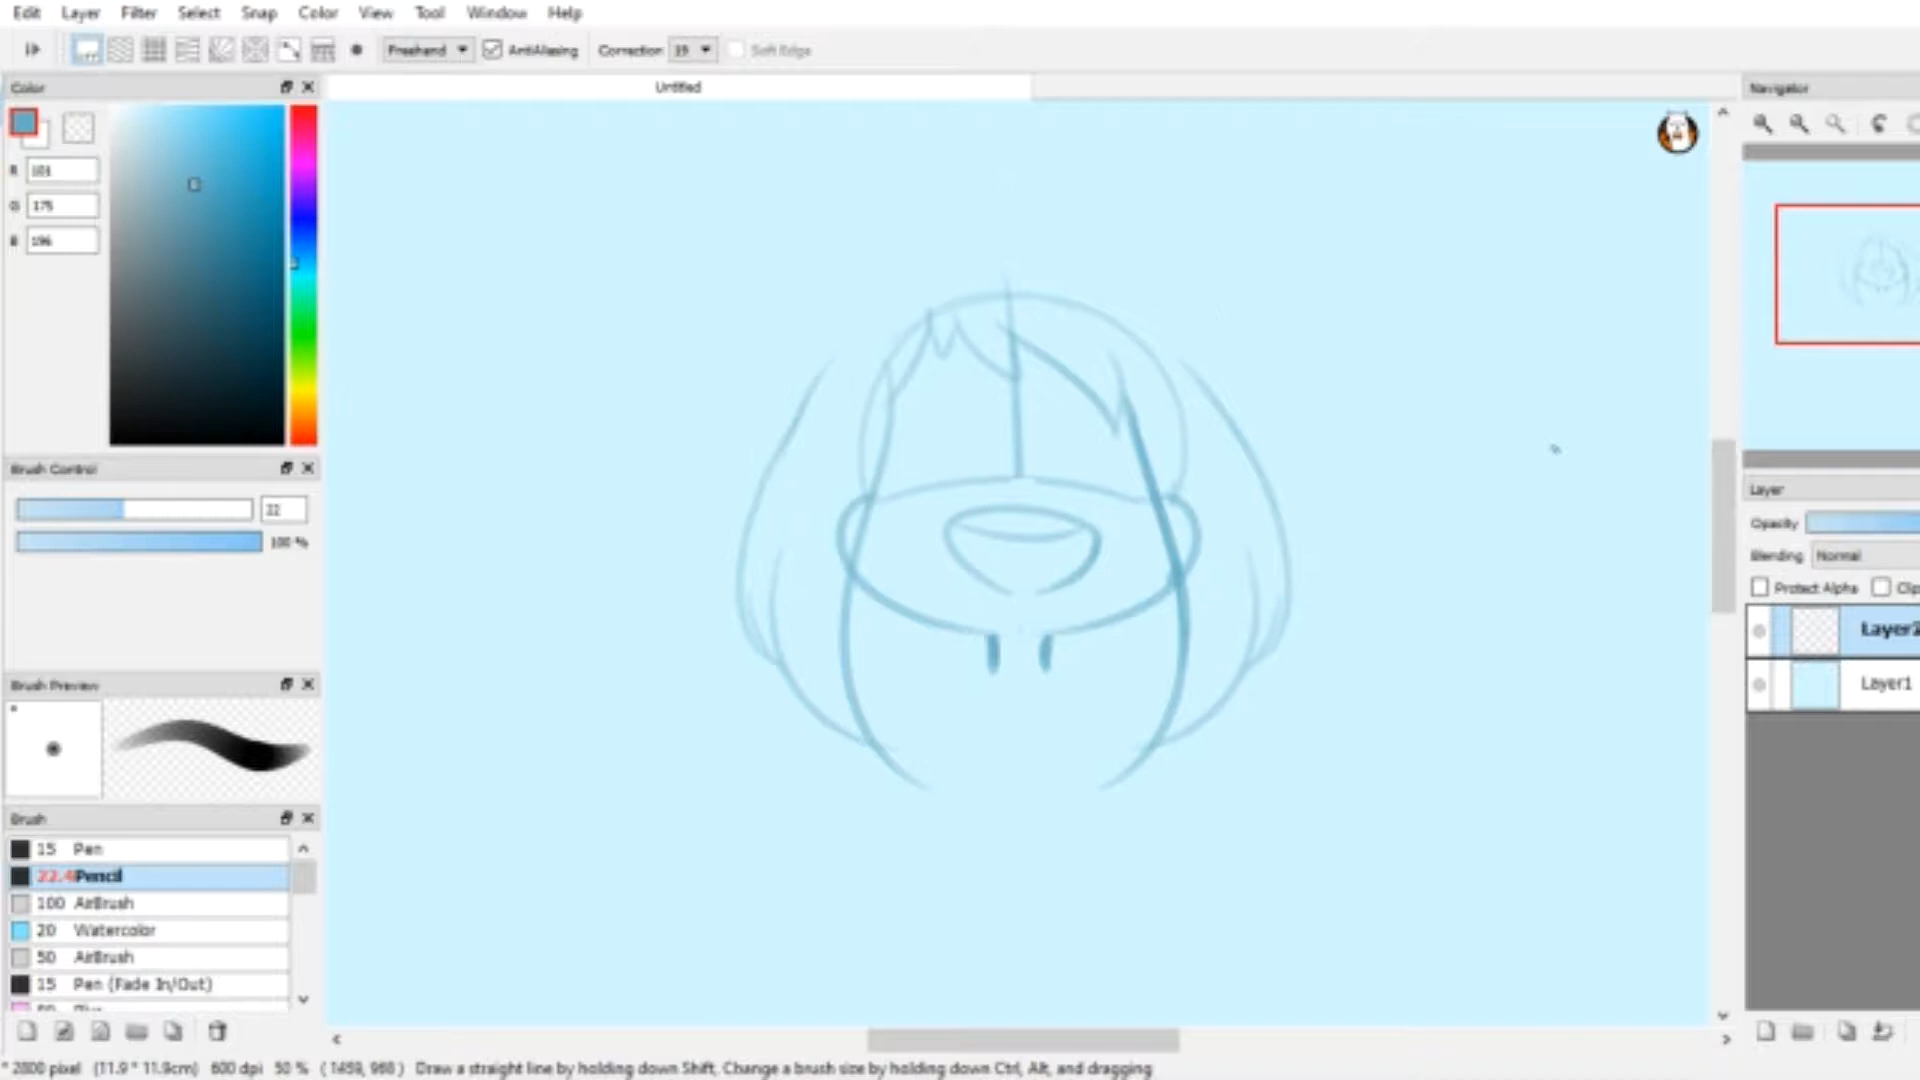 Edit Layer Filter Select Snap Color View Tool Window Help
Freehand AntiAliasing Correction 19 Soft Edge
Color
Untitled
Navigator
R 101
G 175
B 196
Brush Control
22
100 %
Layer
Opacity
Blending Normal
Protect Alpha
Layer2
Layer1
Brush Preview
Brush
15 Pen
22.4 Pencil
100 AirBrush
20 Watercolor
50 AirBrush
15 Pen (Fade In/Out)
* 2800 pixel (11.9 * 11.9cm) 600 dpi 50 % ( 1459, 968 ) Draw a straight line by holding down Shift, Change a brush size by holding down Ctrl, Alt, and dragging